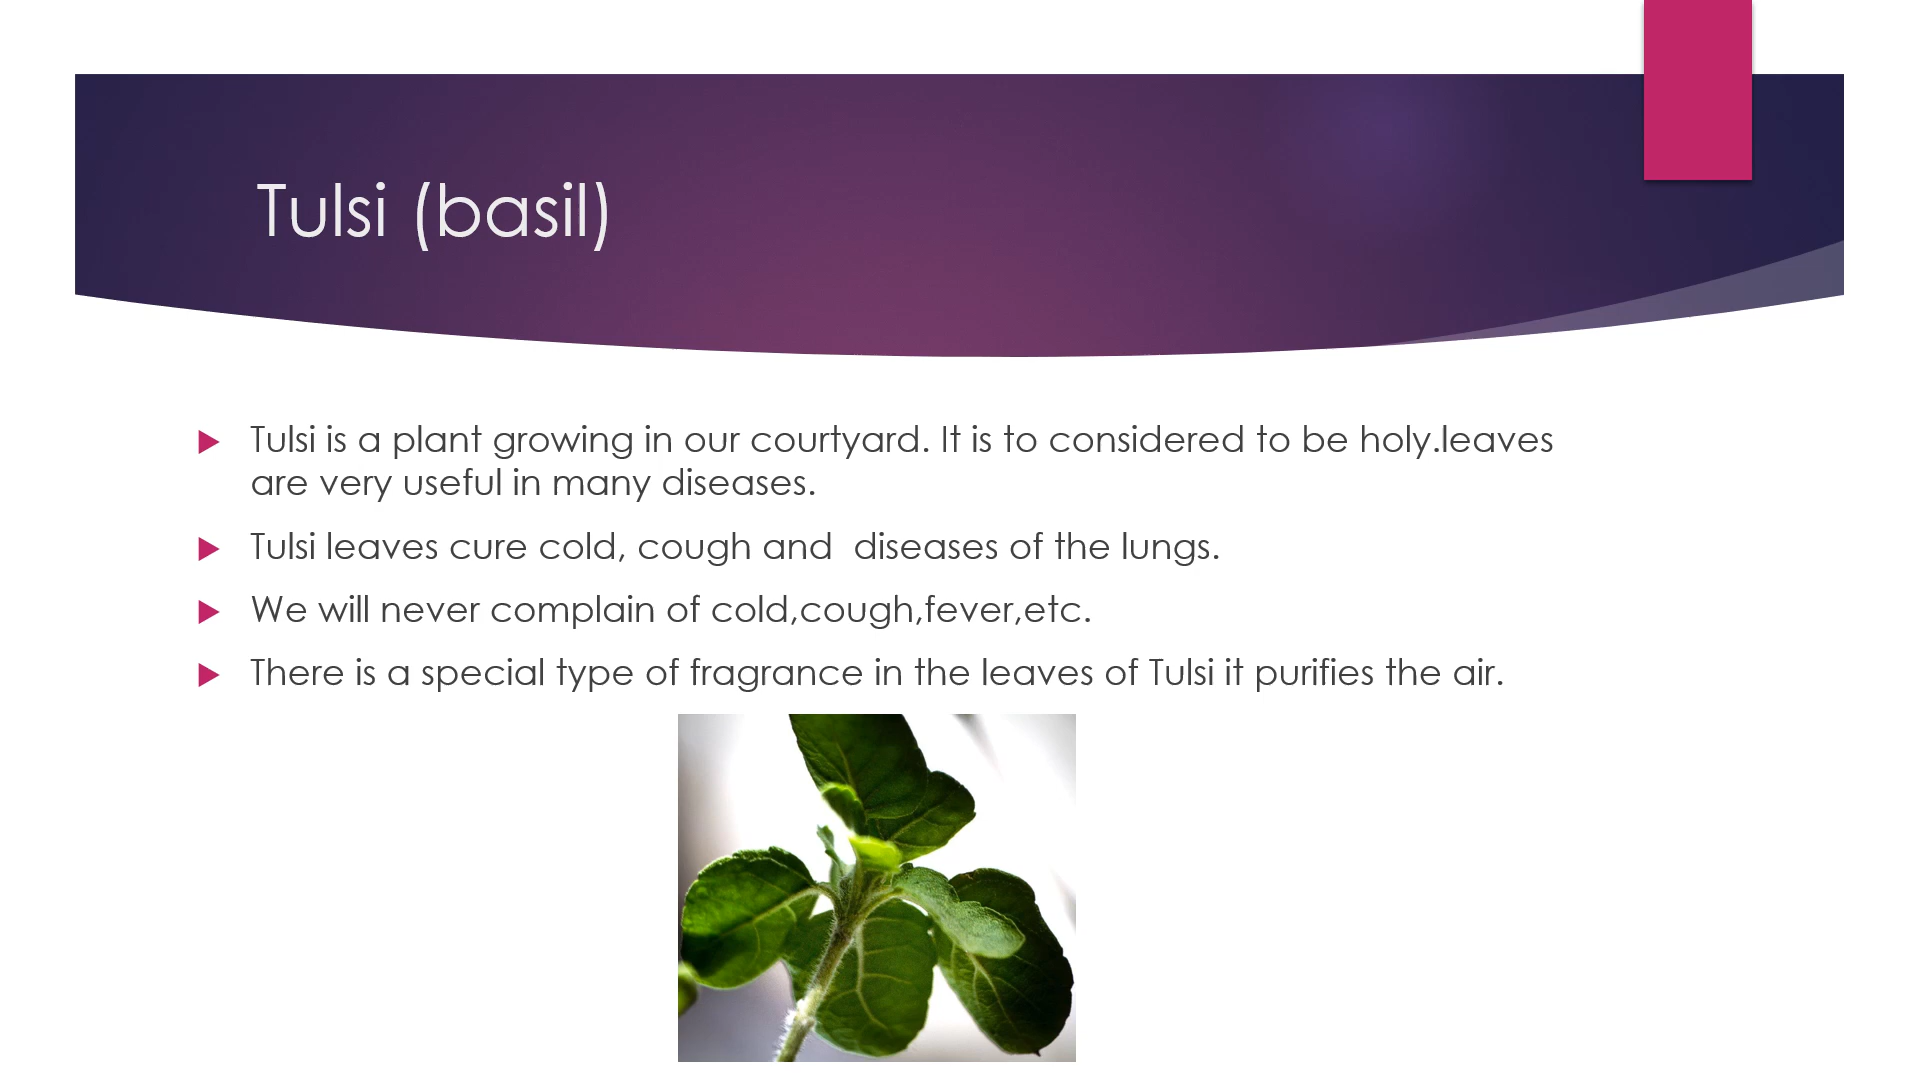 Tulsi (basil)
Tulsi is a plant growing in our courtyard. It is to considered to be holy.leaves
are very useful in many diseases.
Tulsi leaves cure cold, cough and  diseases of the lungs.
We will never complain of cold,cough,fever,etc.
There is a special type of fragrance in the leaves of Tulsi it purifies the air.